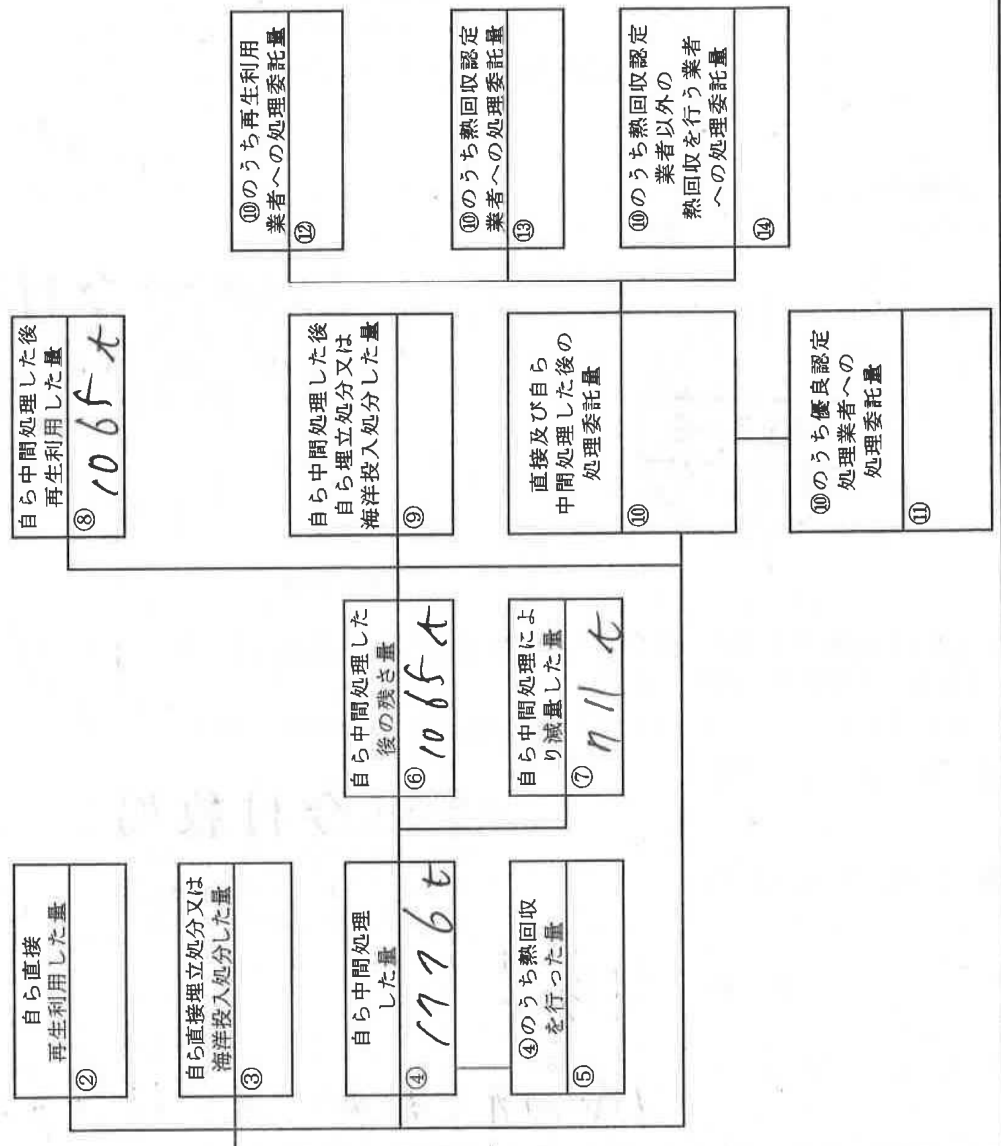 自ら直接
再生利用した量
②
自ら直接埋立処分又は
海洋投入処分した量
③
自ら中間処理
した量
④ 1776 t
④のうち熱回収
を行った量
⑤
自ら中間処理した
後の残さ量
⑥ 1065 t
自ら中間処理によ
り減量した量
⑦ 711 t
自ら中間処理した後
再生利用した量
⑧ 1065 t
自ら中間処理した後
自ら埋立処分又は
海洋投入処分した量
⑨
直接及び自ら
中間処理した後の
処理委託量
⑩
⑩のうち優良認定
処理業者への
処理委託量
⑪
⑩のうち再生利用
業者への処理委託量
⑫
⑩のうち熱回収認定
業者への処理委託量
⑬
⑩のうち熱回収認定
業者以外の
熱回収を行う業者
への処理委託量
⑭